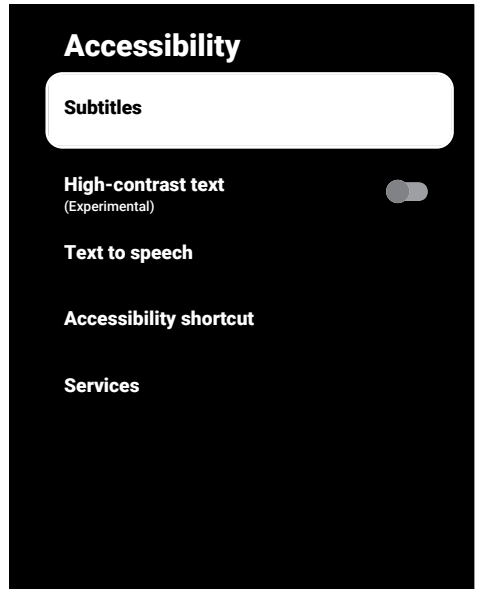 Accessibility
Subtitles
High-contrast text
(Experimental)
Text to speech
Accessibility shortcut
Services